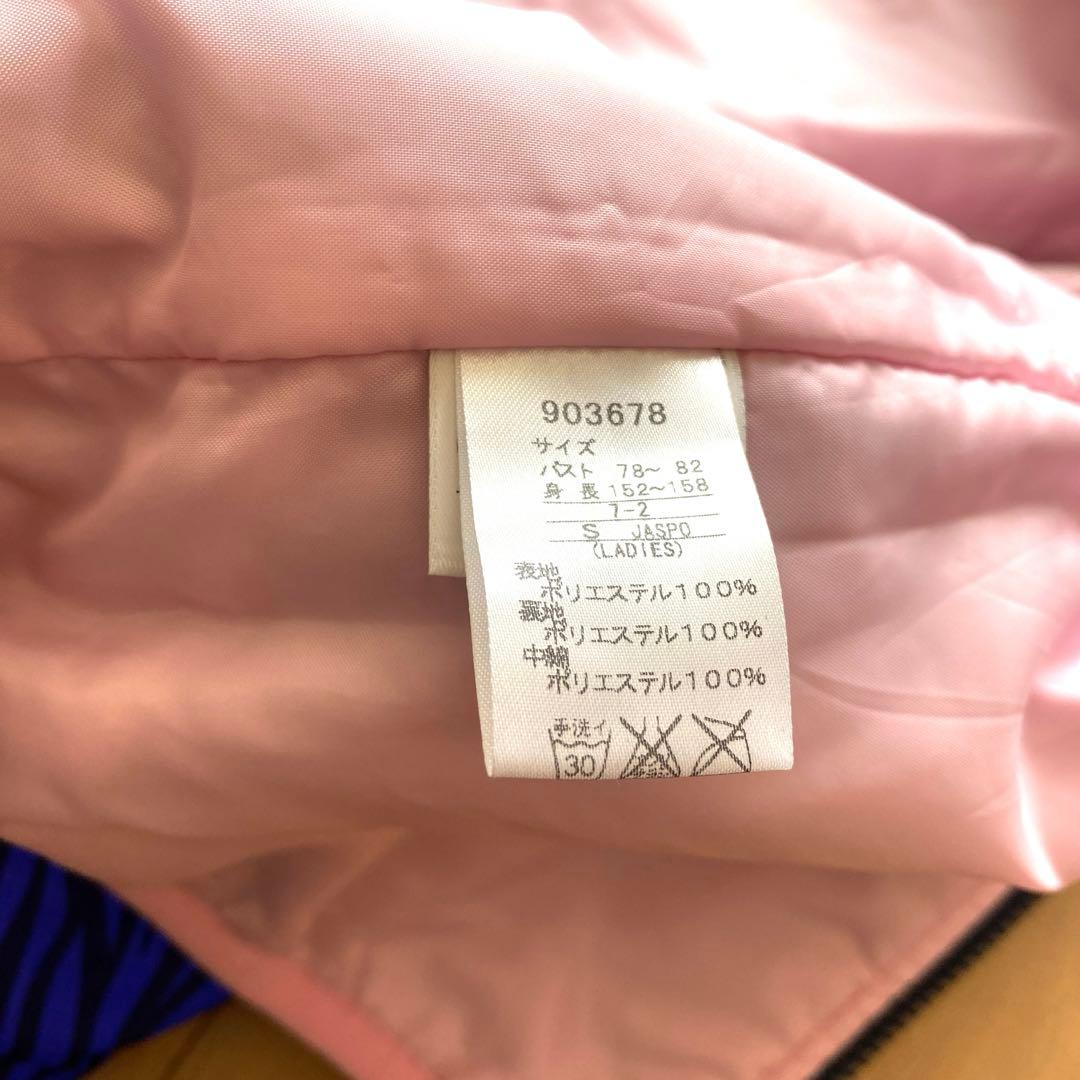 903678
サイズ
バスト 78〜 82
身 長 152〜158
7-2
S JASPO
(LADIES)
表地
ポリエステル100%
裏地
ポリエステル100%
中綿
ポリエステル100%
手洗イ
30